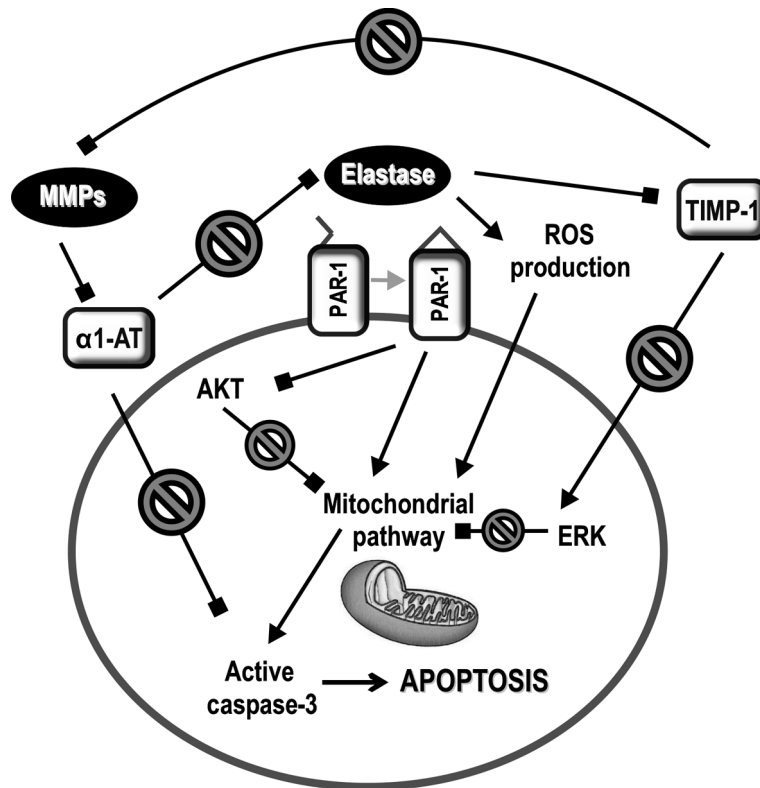 MMPs
Elastase
TIMP-1
ROS
production
PAR-1
PAR-1
α1-AT
AKT
Mitochondrial
pathway
ERK
Active
caspase-3
APOPTOSIS